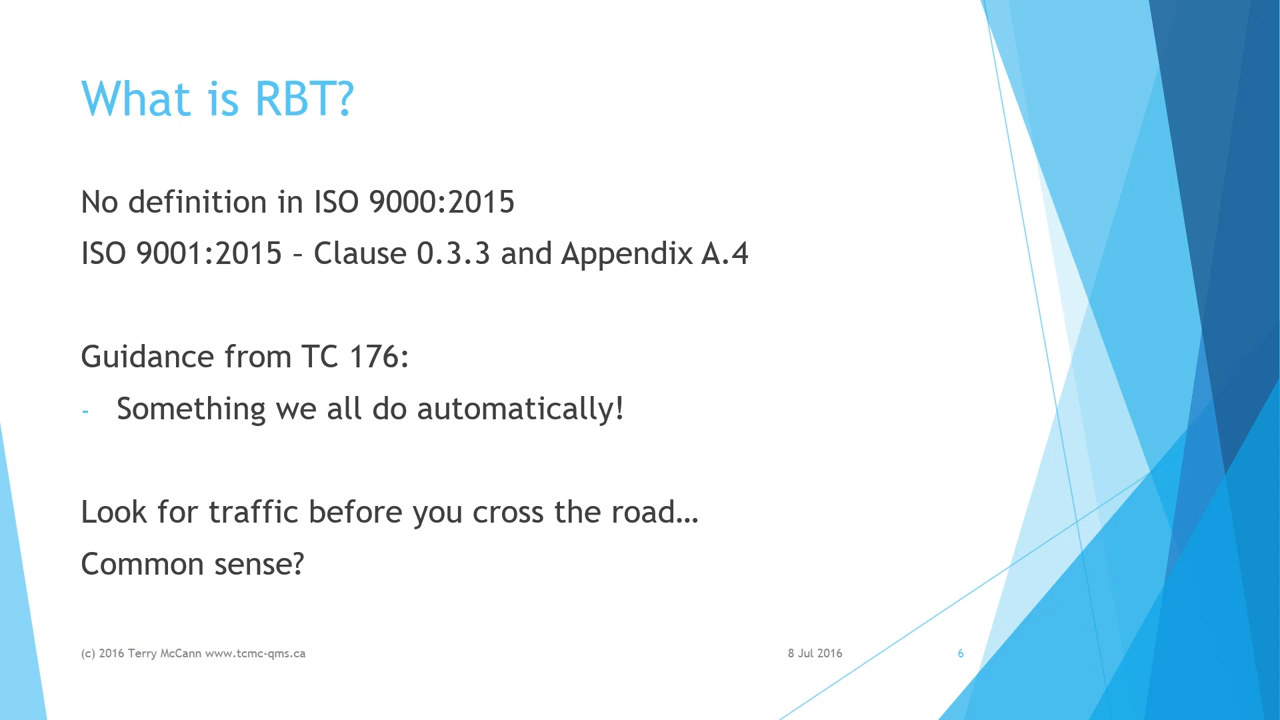 What is RBT?
No definition in ISO 9000:2015
ISO 9001:2015 – Clause 0.3.3 and Appendix A.4
Guidance from TC 176:
- Something we all do automatically!
Look for traffic before you cross the road…
Common sense?
(c) 2016 Terry McCann www.tcmc-qms.ca
8 Jul 2016
6